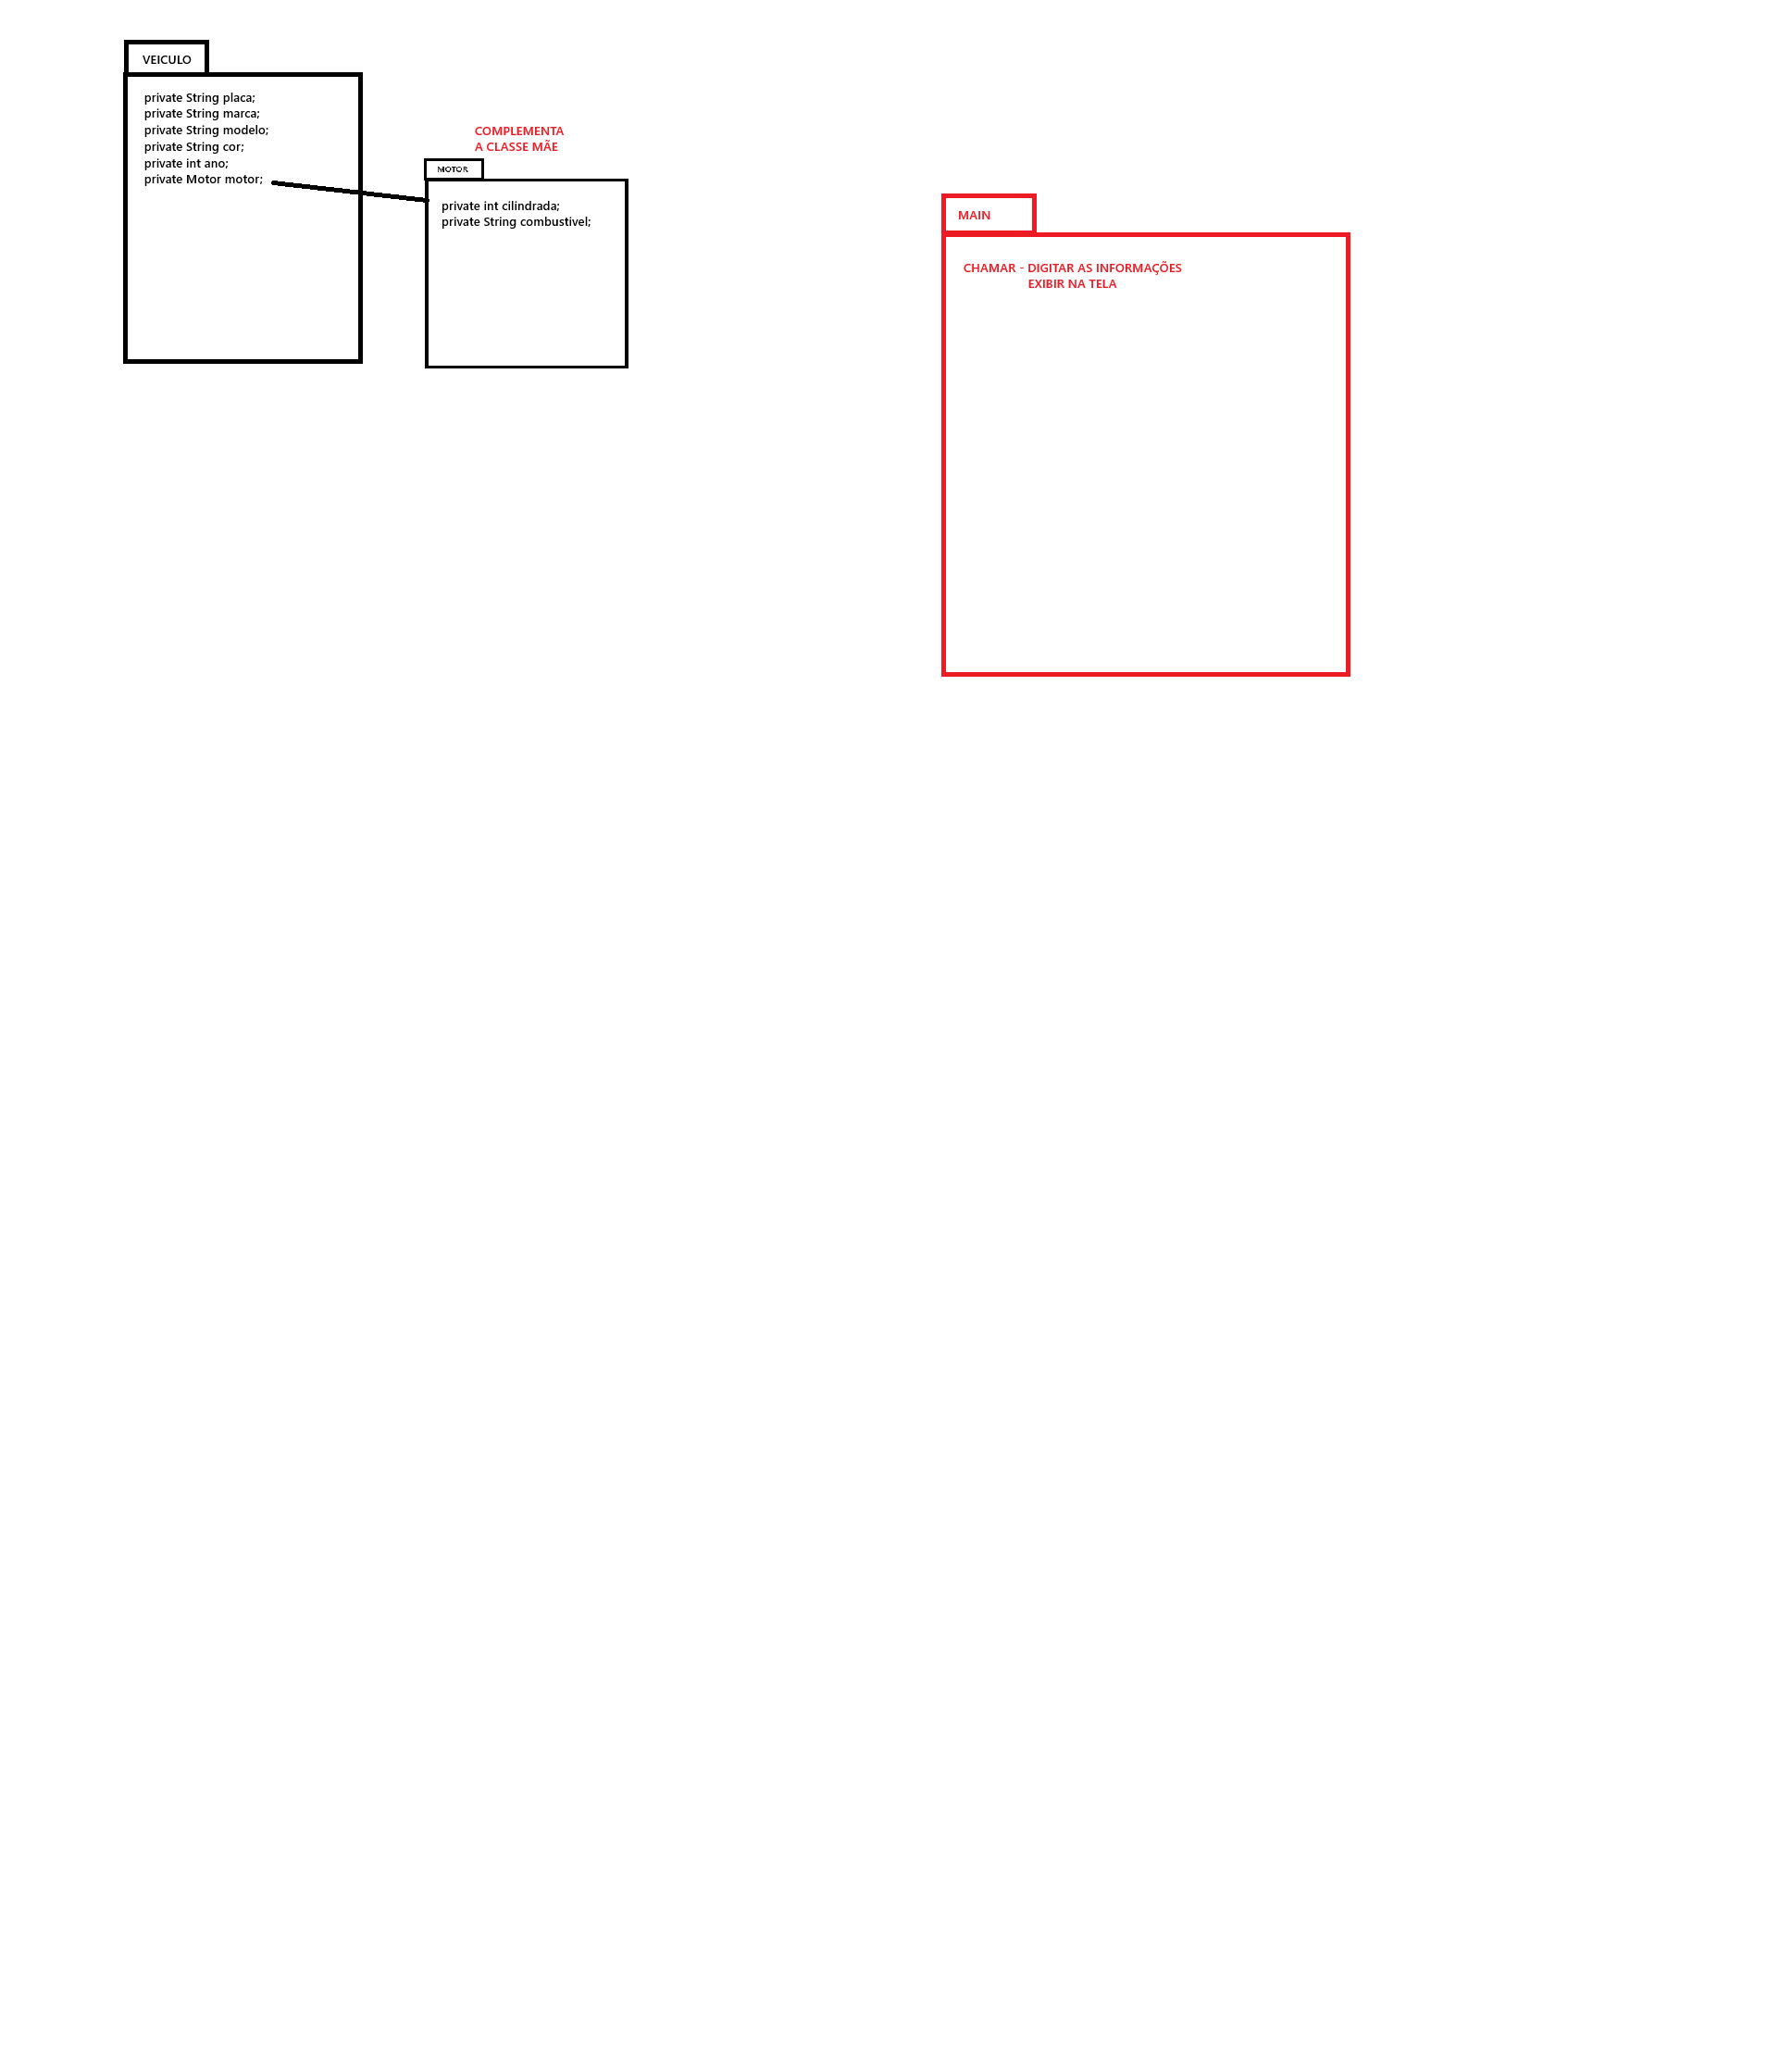 VEICULO
private String placa;
private String marca;
private String modelo;
private String cor;
private int ano;
private Motor motor;
COMPLEMENTA
A CLASSE MÃE
MOTOR
private int cilindrada;
private String combustivel;
MAIN
CHAMAR - DIGITAR AS INFORMAÇÕES
EXIBIR NA TELA